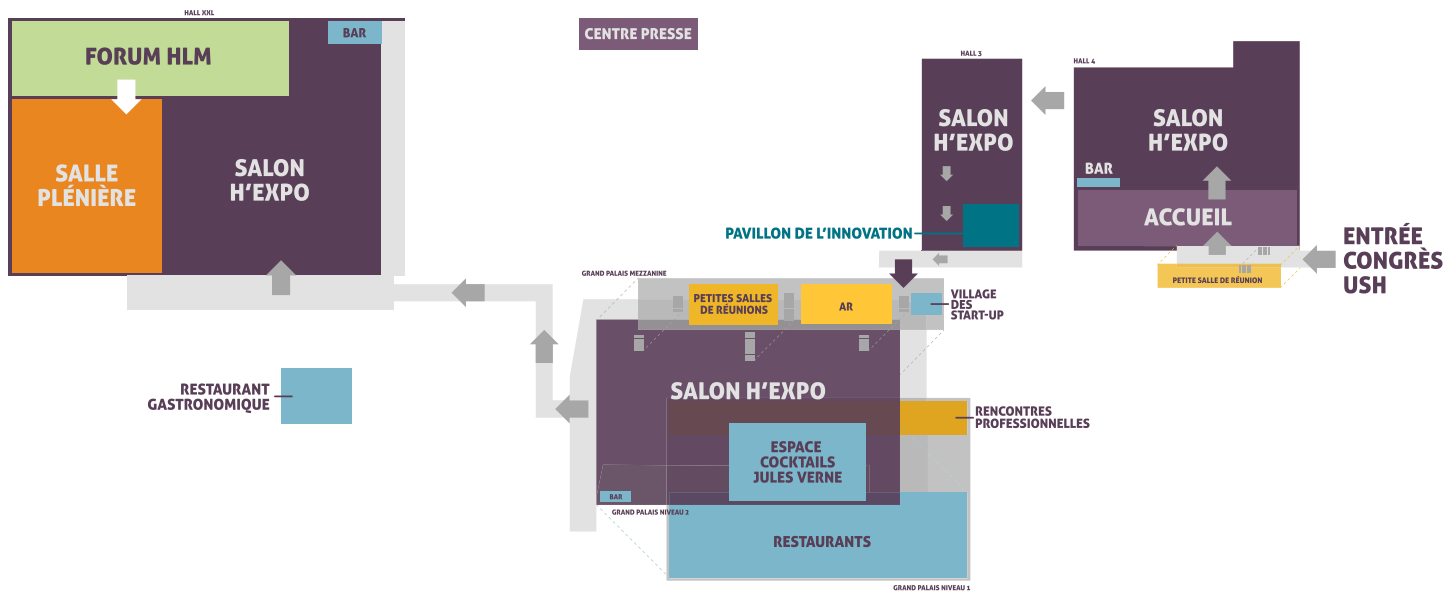 HALL XXL
FORUM HLM
BAR
SALLE
PLÉNIÈRE
SALON
H'EXPO
CENTRE PRESSE
HALL 3
SALON
H'EXPO
PAVILLON DE L'INNOVATION
HALL 4
SALON
H'EXPO
BAR
ACCUEIL
ENTRÉE
CONGRÈS
USH
PETITE SALLE DE RÉUNION
GRAND PALAIS MEZZANINE
PETITES SALLES
DE RÉUNIONS
AR
VILLAGE
DES
START-UP
SALON H'EXPO
RENCONTRES
PROFESSIONNELLES
ESPACE
COCKTAILS
JULES VERNE
BAR
GRAND PALAIS NIVEAU 2
RESTAURANTS
GRAND PALAIS NIVEAU 1
RESTAURANT
GASTRONOMIQUE